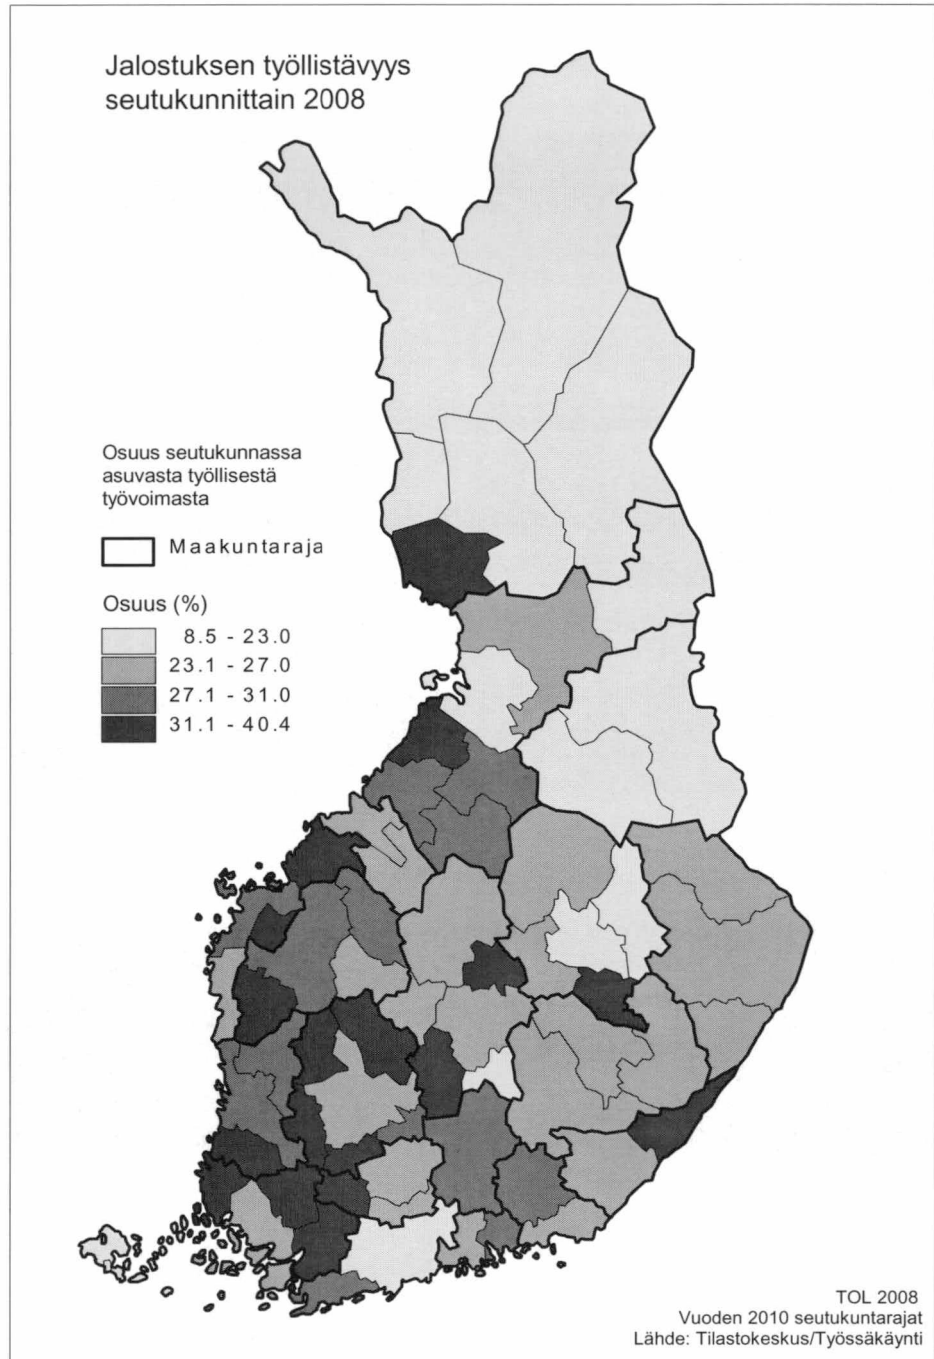 Jalostuksen työllistävyys
seutukunnittain 2008
Osuus seutukunnassa
asuvasta työllisestä
työvoimasta
Maakuntaraja
Osuus (%)
8.5 - 23.0
23.1 - 27.0
27.1 - 31.0
31.1 - 40.4
TOL 2008
Vuoden 2010 seutukuntarajat
Lähde: Tilastokeskus/Työssäkäynti